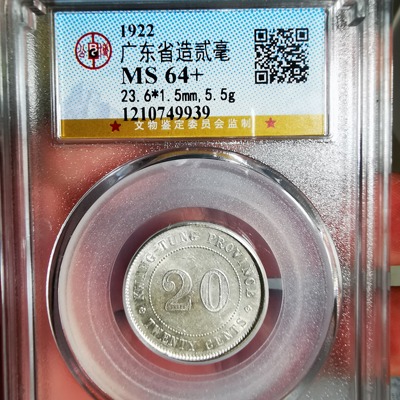 1922
广东省造贰毫
MS 64+
23.6*1.5mm,5.5g
1210749939
★ 文物鉴定委员会监制 ★
KWANG-TUNG PROVINCE
20
TWENTY CENTS